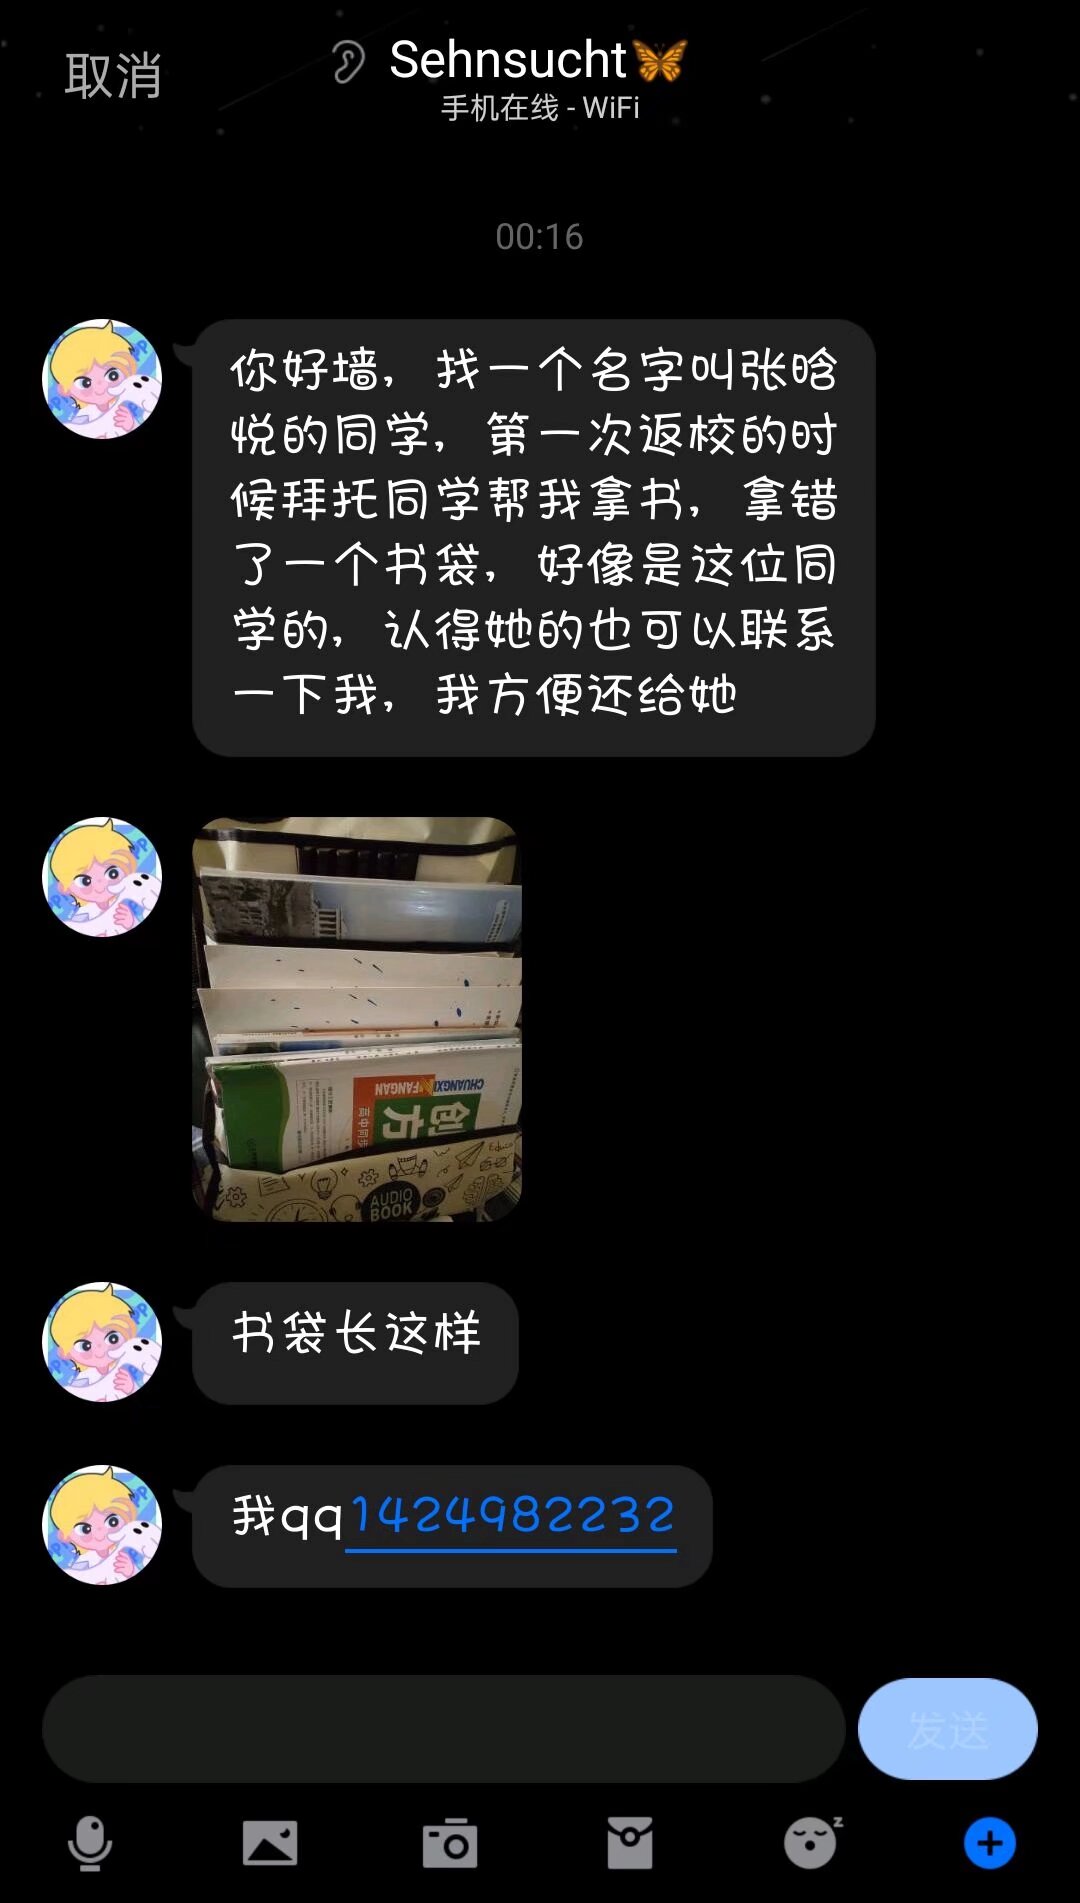 取消
Sehnsucht
手机在线 - WiFi
00:16
你好墙，找一个名字叫张晗
悦的同学，第一次返校的时
候拜托同学帮我拿书，拿错
了一个书袋，好像是这位同
学的，认得她的也可以联系
一下我，我方便还给她
CHUANGXI
FANGAN
创
方
高中同步
AUDIO
BOOK
书袋长这样
我qq1424982232
发送